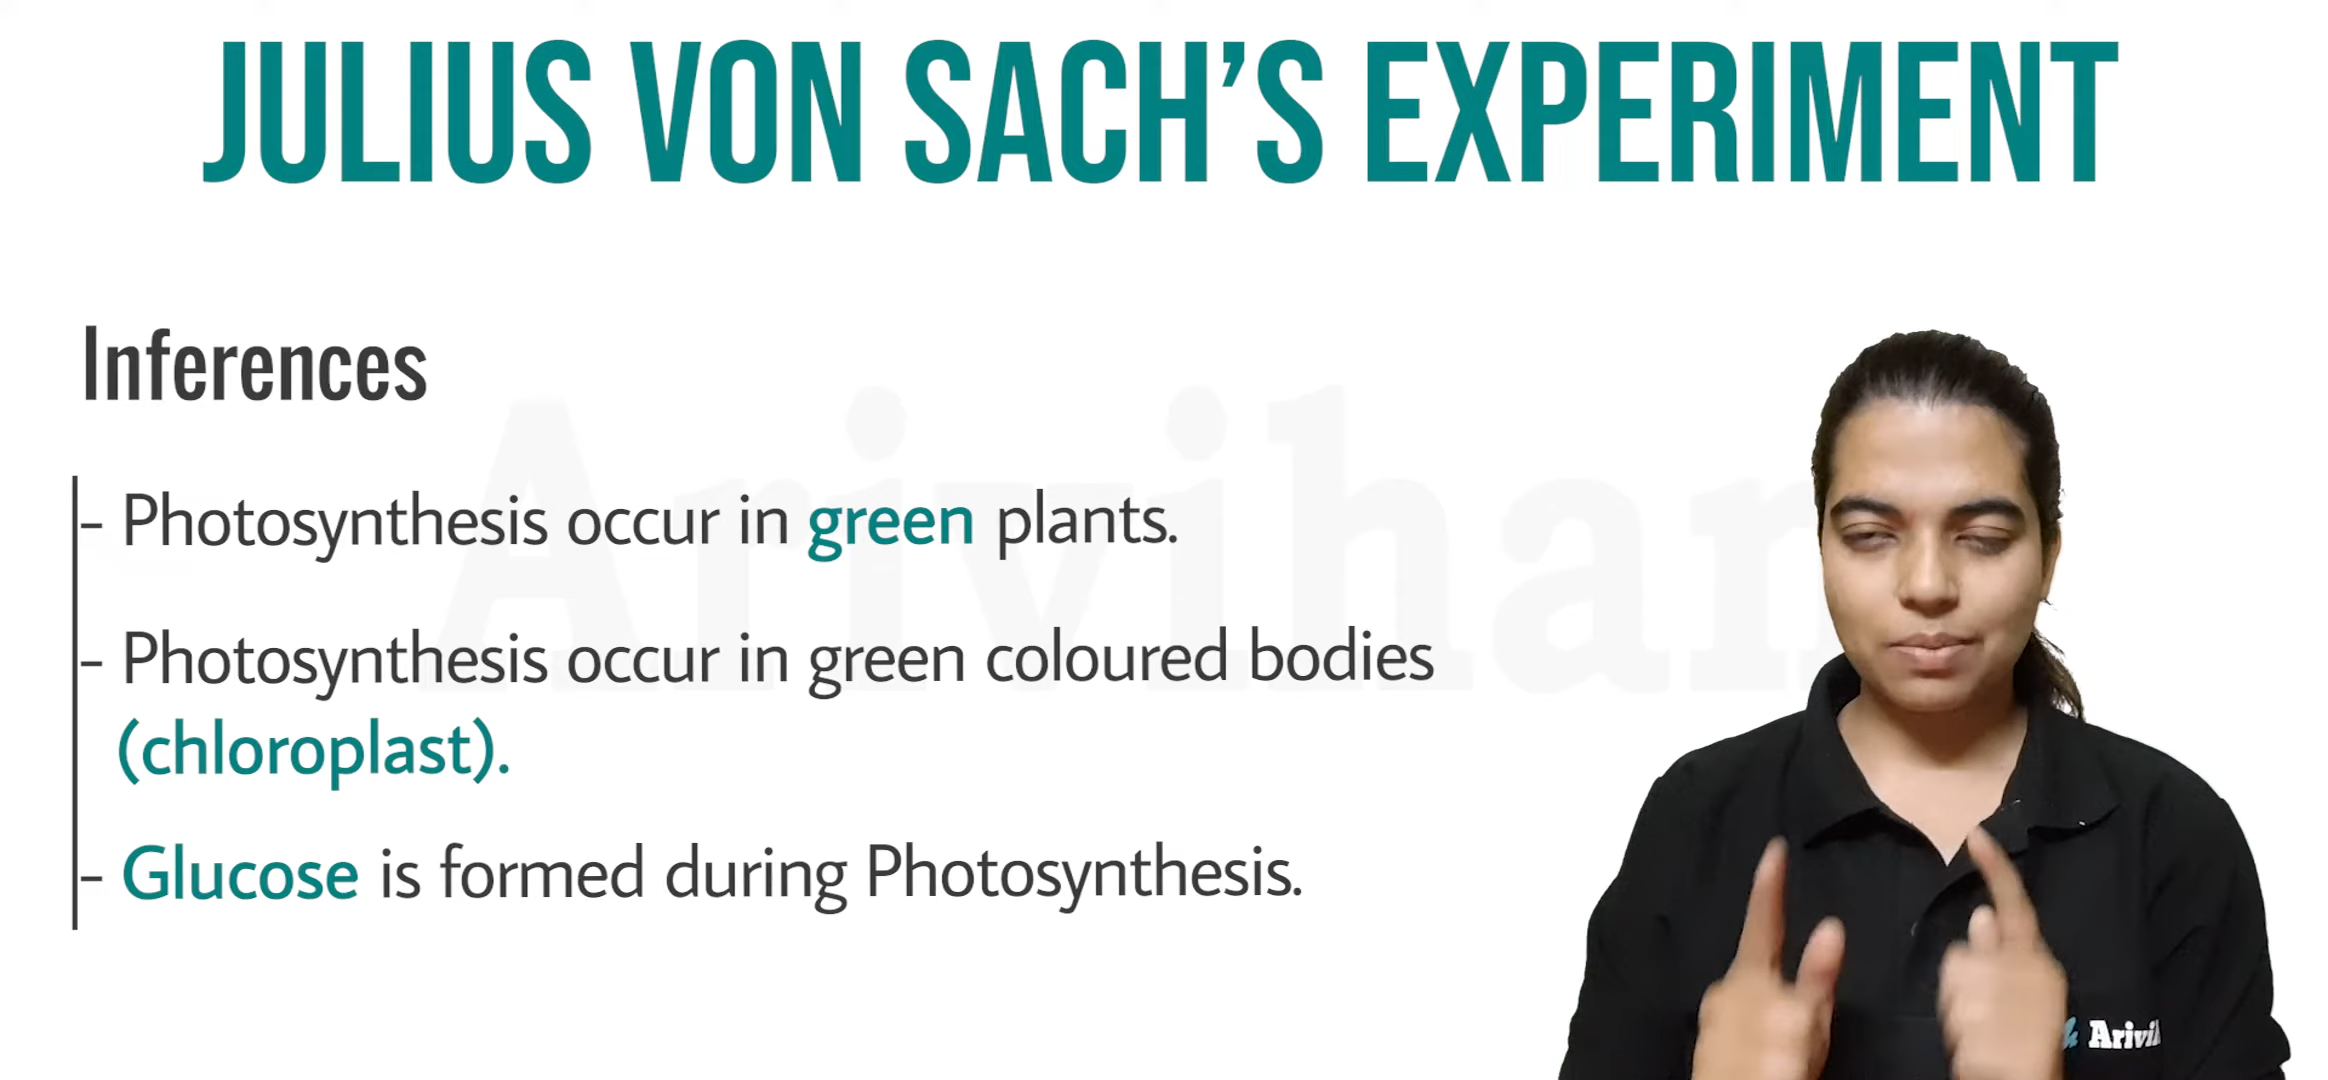 JULIUS VON SACH'S EXPERIMENT
Inferences
- Photosynthesis occur in green plants.
- Photosynthesis occur in green coloured bodies
(chloroplast).
- Glucose is formed during Photosynthesis.
Arivihan